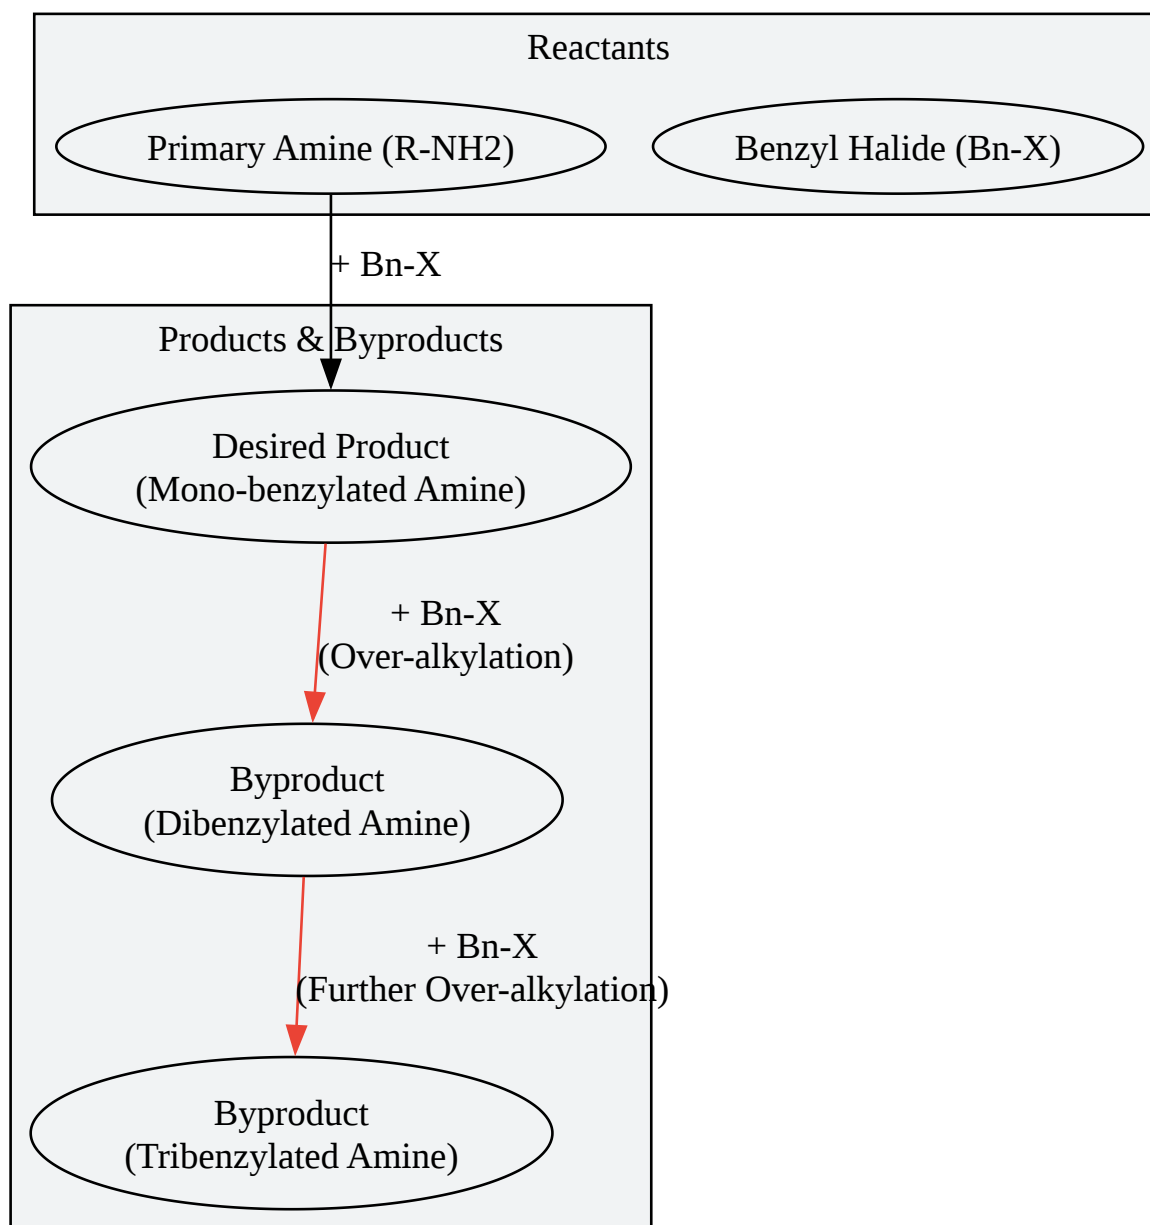 Reactants
Primary Amine (R-NH2)
Benzyl Halide (Bn-X)
+ Bn-X
Products & Byproducts
Desired Product
(Mono-benzylated Amine)
+ Bn-X
(Over-alkylation)
Byproduct
(Dibenzylated Amine)
+ Bn-X
(Further Over-alkylation)
Byproduct
(Tribenzylated Amine)